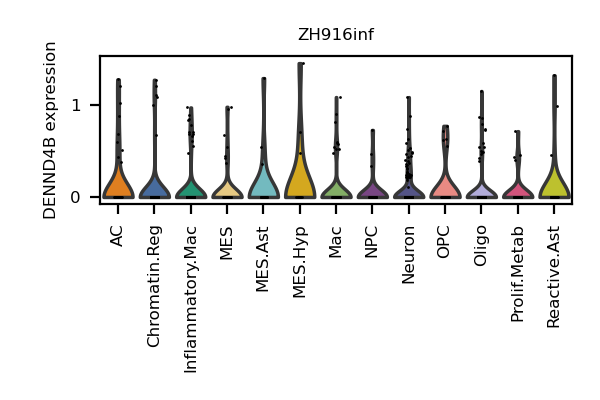 ZH916inf
DENND4B expression
1
0
AC
Chromatin.Reg
Inflammatory.Mac
MES
MES.Ast
MES.Hyp
Mac
NPC
Neuron
OPC
Oligo
Prolif.Metab
Reactive.Ast